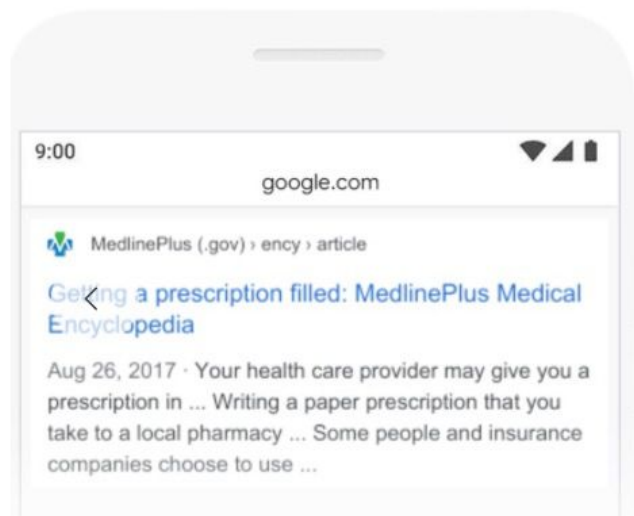 9:00
google.com
MedlinePlus (.gov) › ency › article
Getting a prescription filled: MedlinePlus Medical
Encyclopedia
Aug 26, 2017 · Your health care provider may give you a
prescription in ... Writing a paper prescription that you
take to a local pharmacy ... Some people and insurance
companies choose to use ...